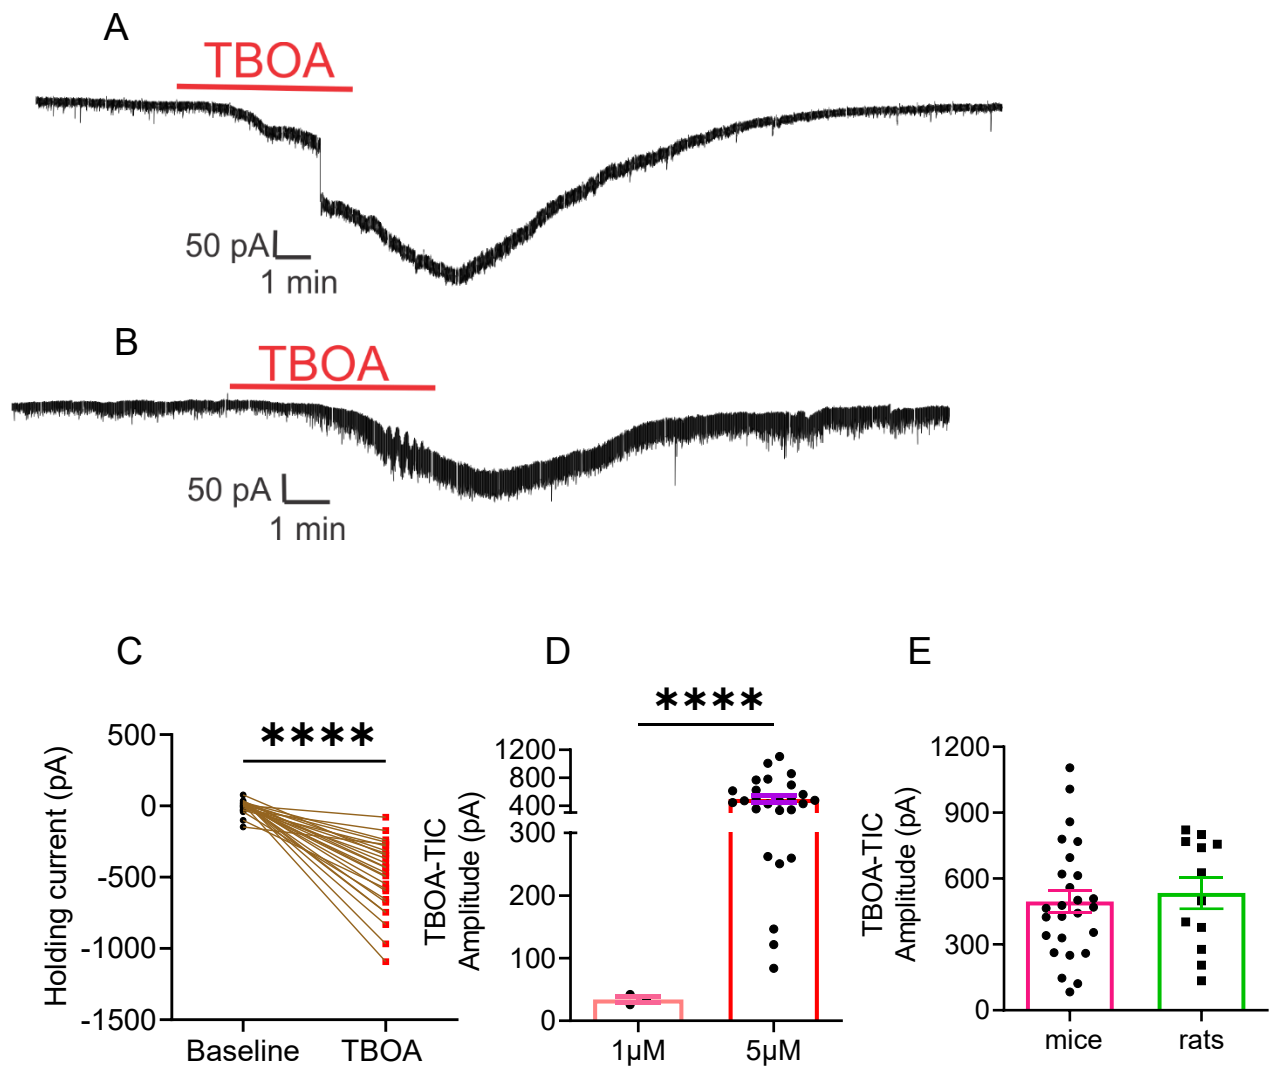 A
TBOA
50 pA
1 min
B
TBOA
50 pA
1 min
C
Holding current (pA)
500
0
-500
-1000
-1500
****
Baseline
TBOA
D
TBOA-TIC
Amplitude (pA)
****
1200
800
400
300
200
100
0
1µM
5µM
E
TBOA-TIC
Amplitude (pA)
1200
900
600
300
0
mice
rats